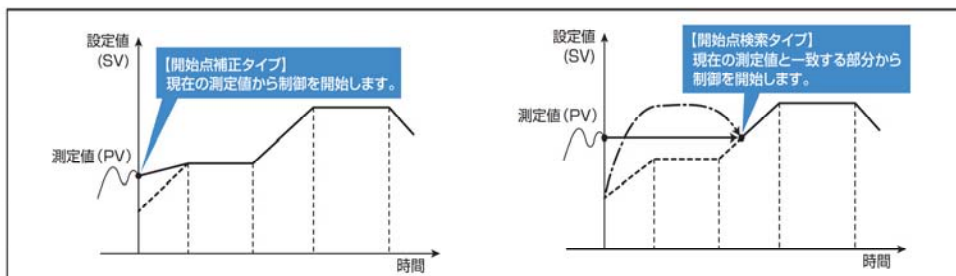 設定値
(SV)
【開始点補正タイプ】
現在の測定値から制御を開始します。
測定値(PV)
時間
設定値
(SV)
【開始点検索タイプ】
現在の測定値と一致する部分から
制御を開始します。
測定値(PV)
時間